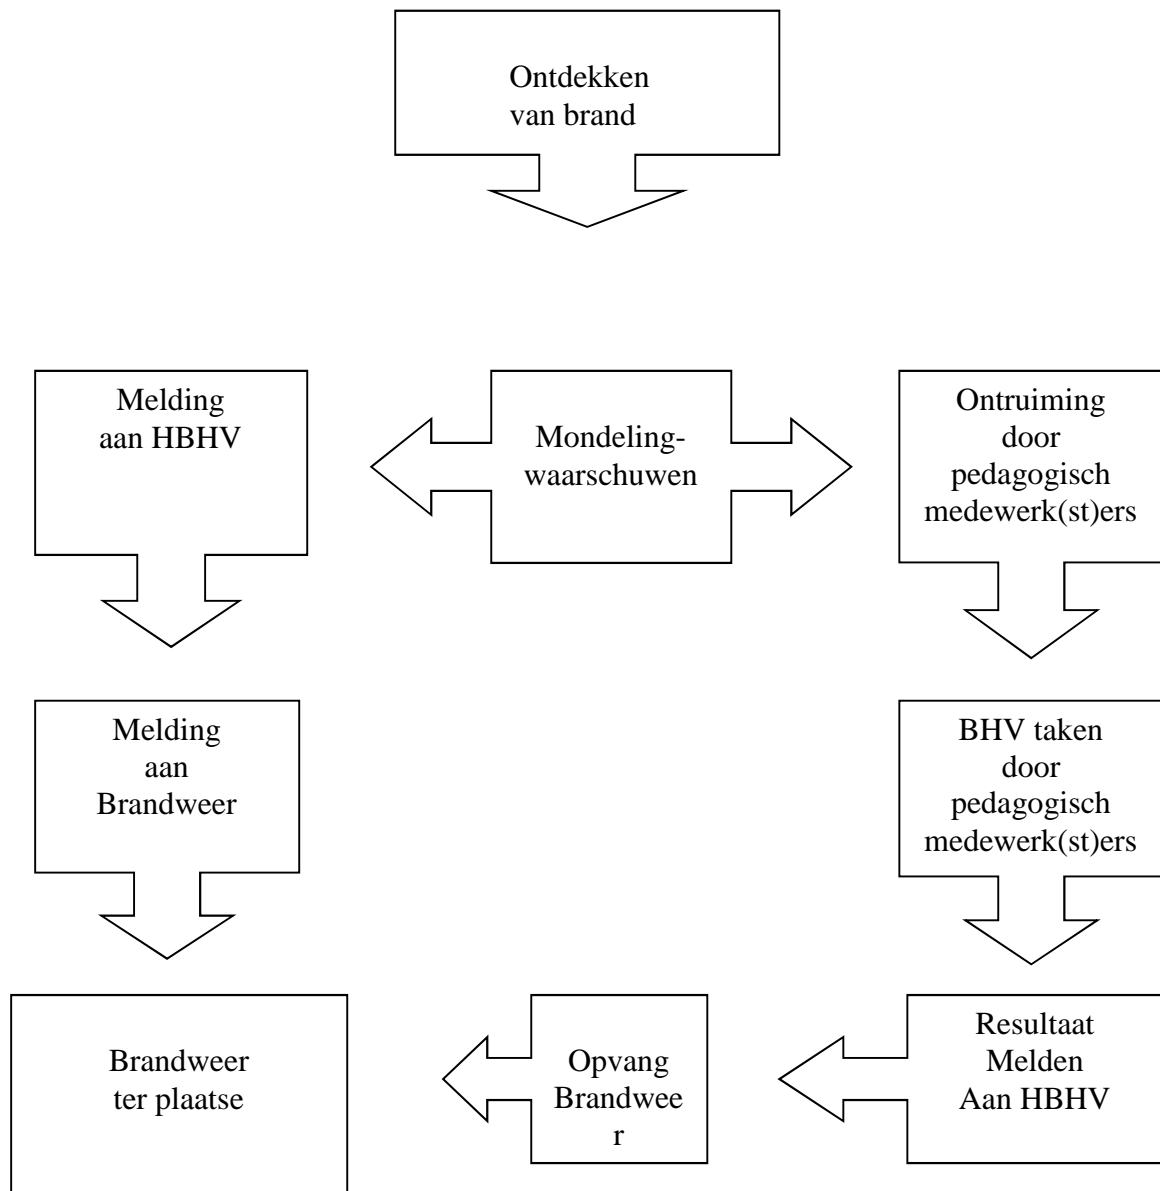 Ontdekken
van brand
Melding
aan HBHV
Mondeling-
waarschuwen
Ontruiming
door
pedagogisch
medewerk(st)ers
Melding
aan
Brandweer
BHV taken
door
pedagogisch
medewerk(st)ers
Brandweer
ter plaatse
Opvang
Brandwee
r
Resultaat
Melden
Aan HBHV